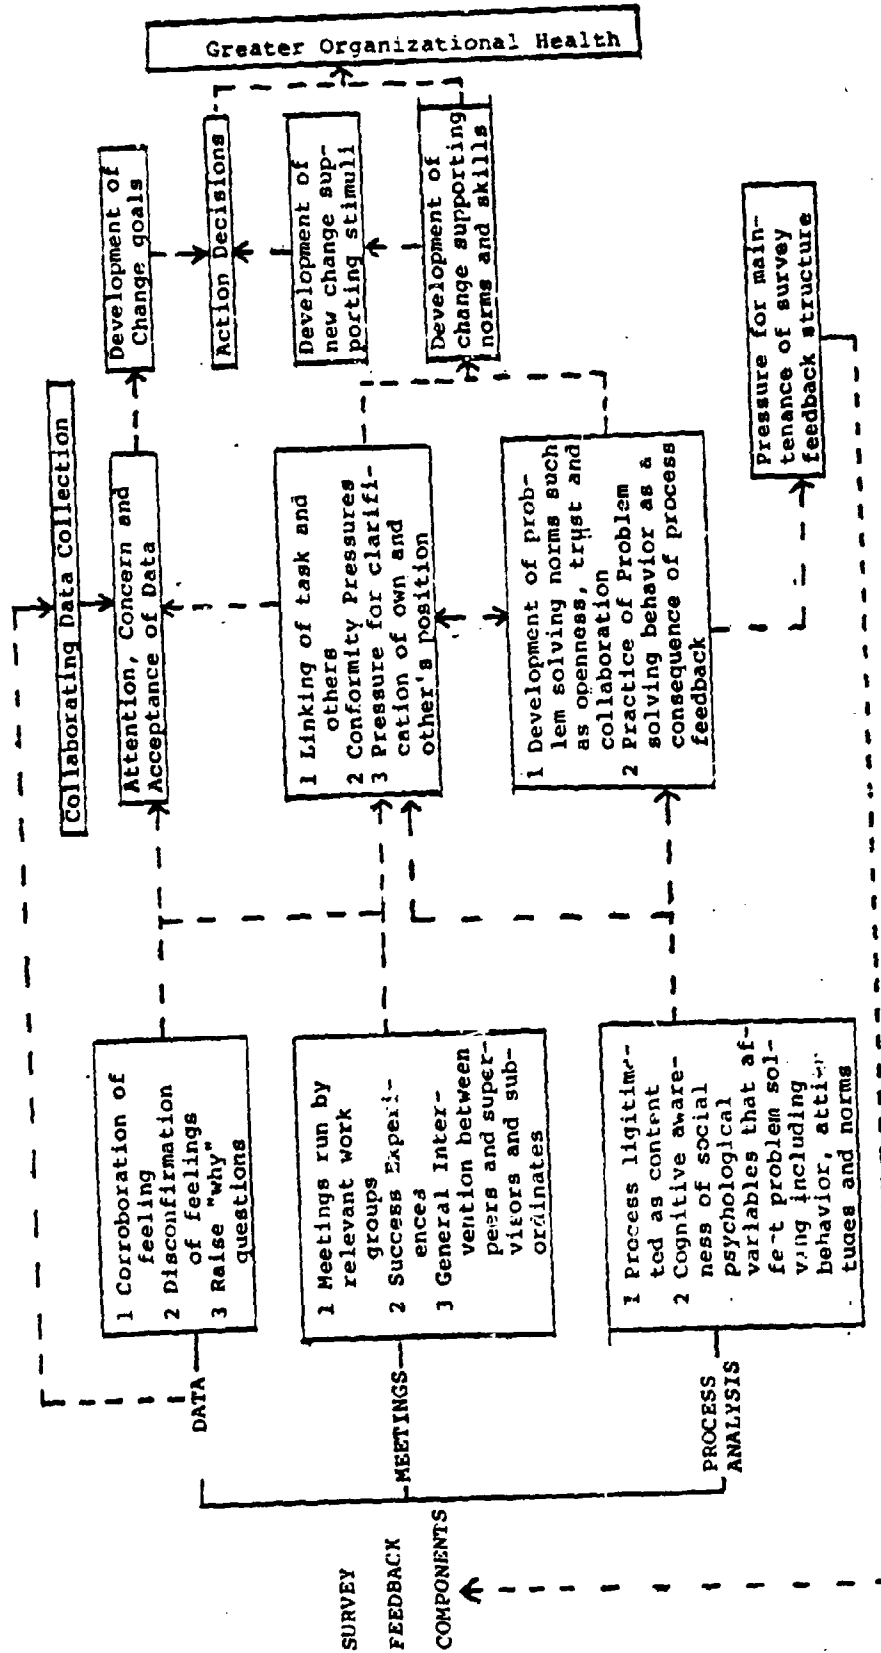 SURVEY
FEEDBACK
COMPONENTS
DATA
MEETINGS
PROCESS
ANALYSIS
1 Corroboration of
feeling
2 Disconfirmation
of feelings
3 Raise "why"
questions
1 Meetings run by
relevant work
groups
2 Success Experi-
ences
3 General Inter-
vention between
peers and super-
visors and sub-
ordinates
1 Process ligitima-
ted as content
2 Cognitive aware-
ness of social
psychological
variables that af-
fect problem sol-
ving including
behavior, atti-
tudes and norms
Collaborating Data Collection
Attention, Concern and
Acceptance of Data
1 Linking of task and
others
2 Conformity Pressures
3 Pressure for clarifi-
cation of own and
other's position
1 Development of prob-
lem solving norms such
as openness, trust and
collaboration
2 Practice of Problem
solving behavior as a
consequence of process
feedback
Development of
Change goals
Action Decisions
Development of
new change sup-
porting stimuli
Development of
change supporting
norms and skills
Pressure for main-
tenance of survey
feedback structure
Greater Organizational Health